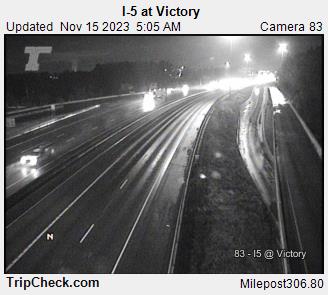 I-5 at Victory
Updated Nov 15 2023 5:05 AM Camera 83
T
N
83 - I5 @ Victory
TripCheck.com Milepost306.80